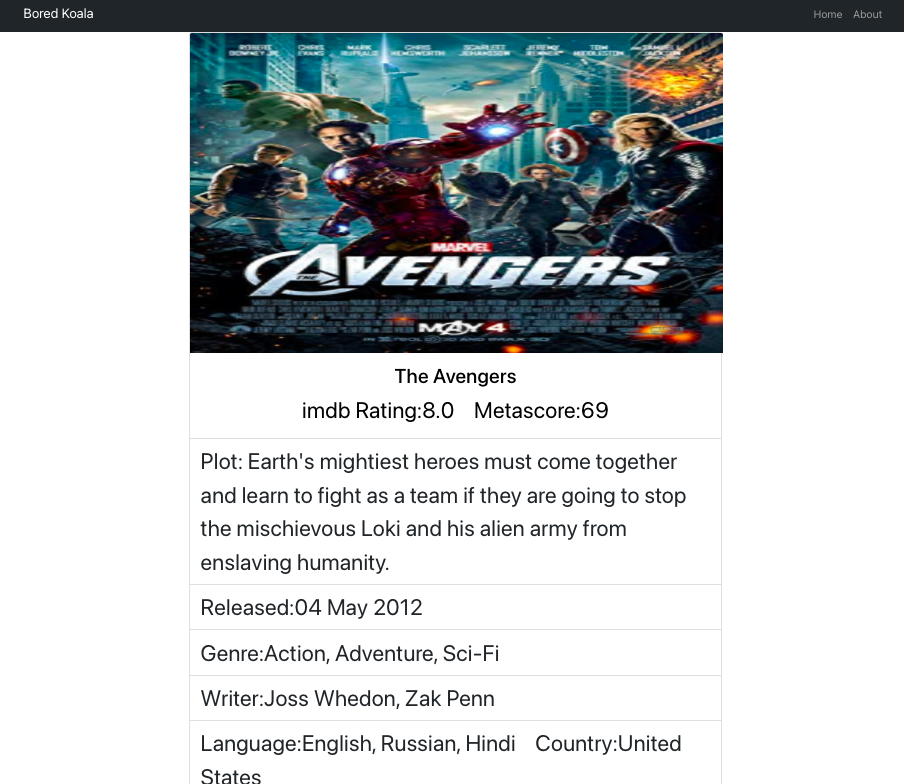 Bored Koala
Home About
ROBERT DOWNEY JR. CHRIS EVANS MARK RUFFALO CHRIS HEMSWORTH SCARLETT JOHANSSON JEREMY RENNER TOM HIDDLESTON SAMUEL L. JACKSON
MARVEL
THE AVENGERS
MAY 4
The Avengers
imdb Rating:8.0 Metascore:69
Plot: Earth's mightiest heroes must come together
and learn to fight as a team if they are going to stop
the mischievous Loki and his alien army from
enslaving humanity.
Released:04 May 2012
Genre:Action, Adventure, Sci-Fi
Writer:Joss Whedon, Zak Penn
Language:English, Russian, Hindi Country:United
States